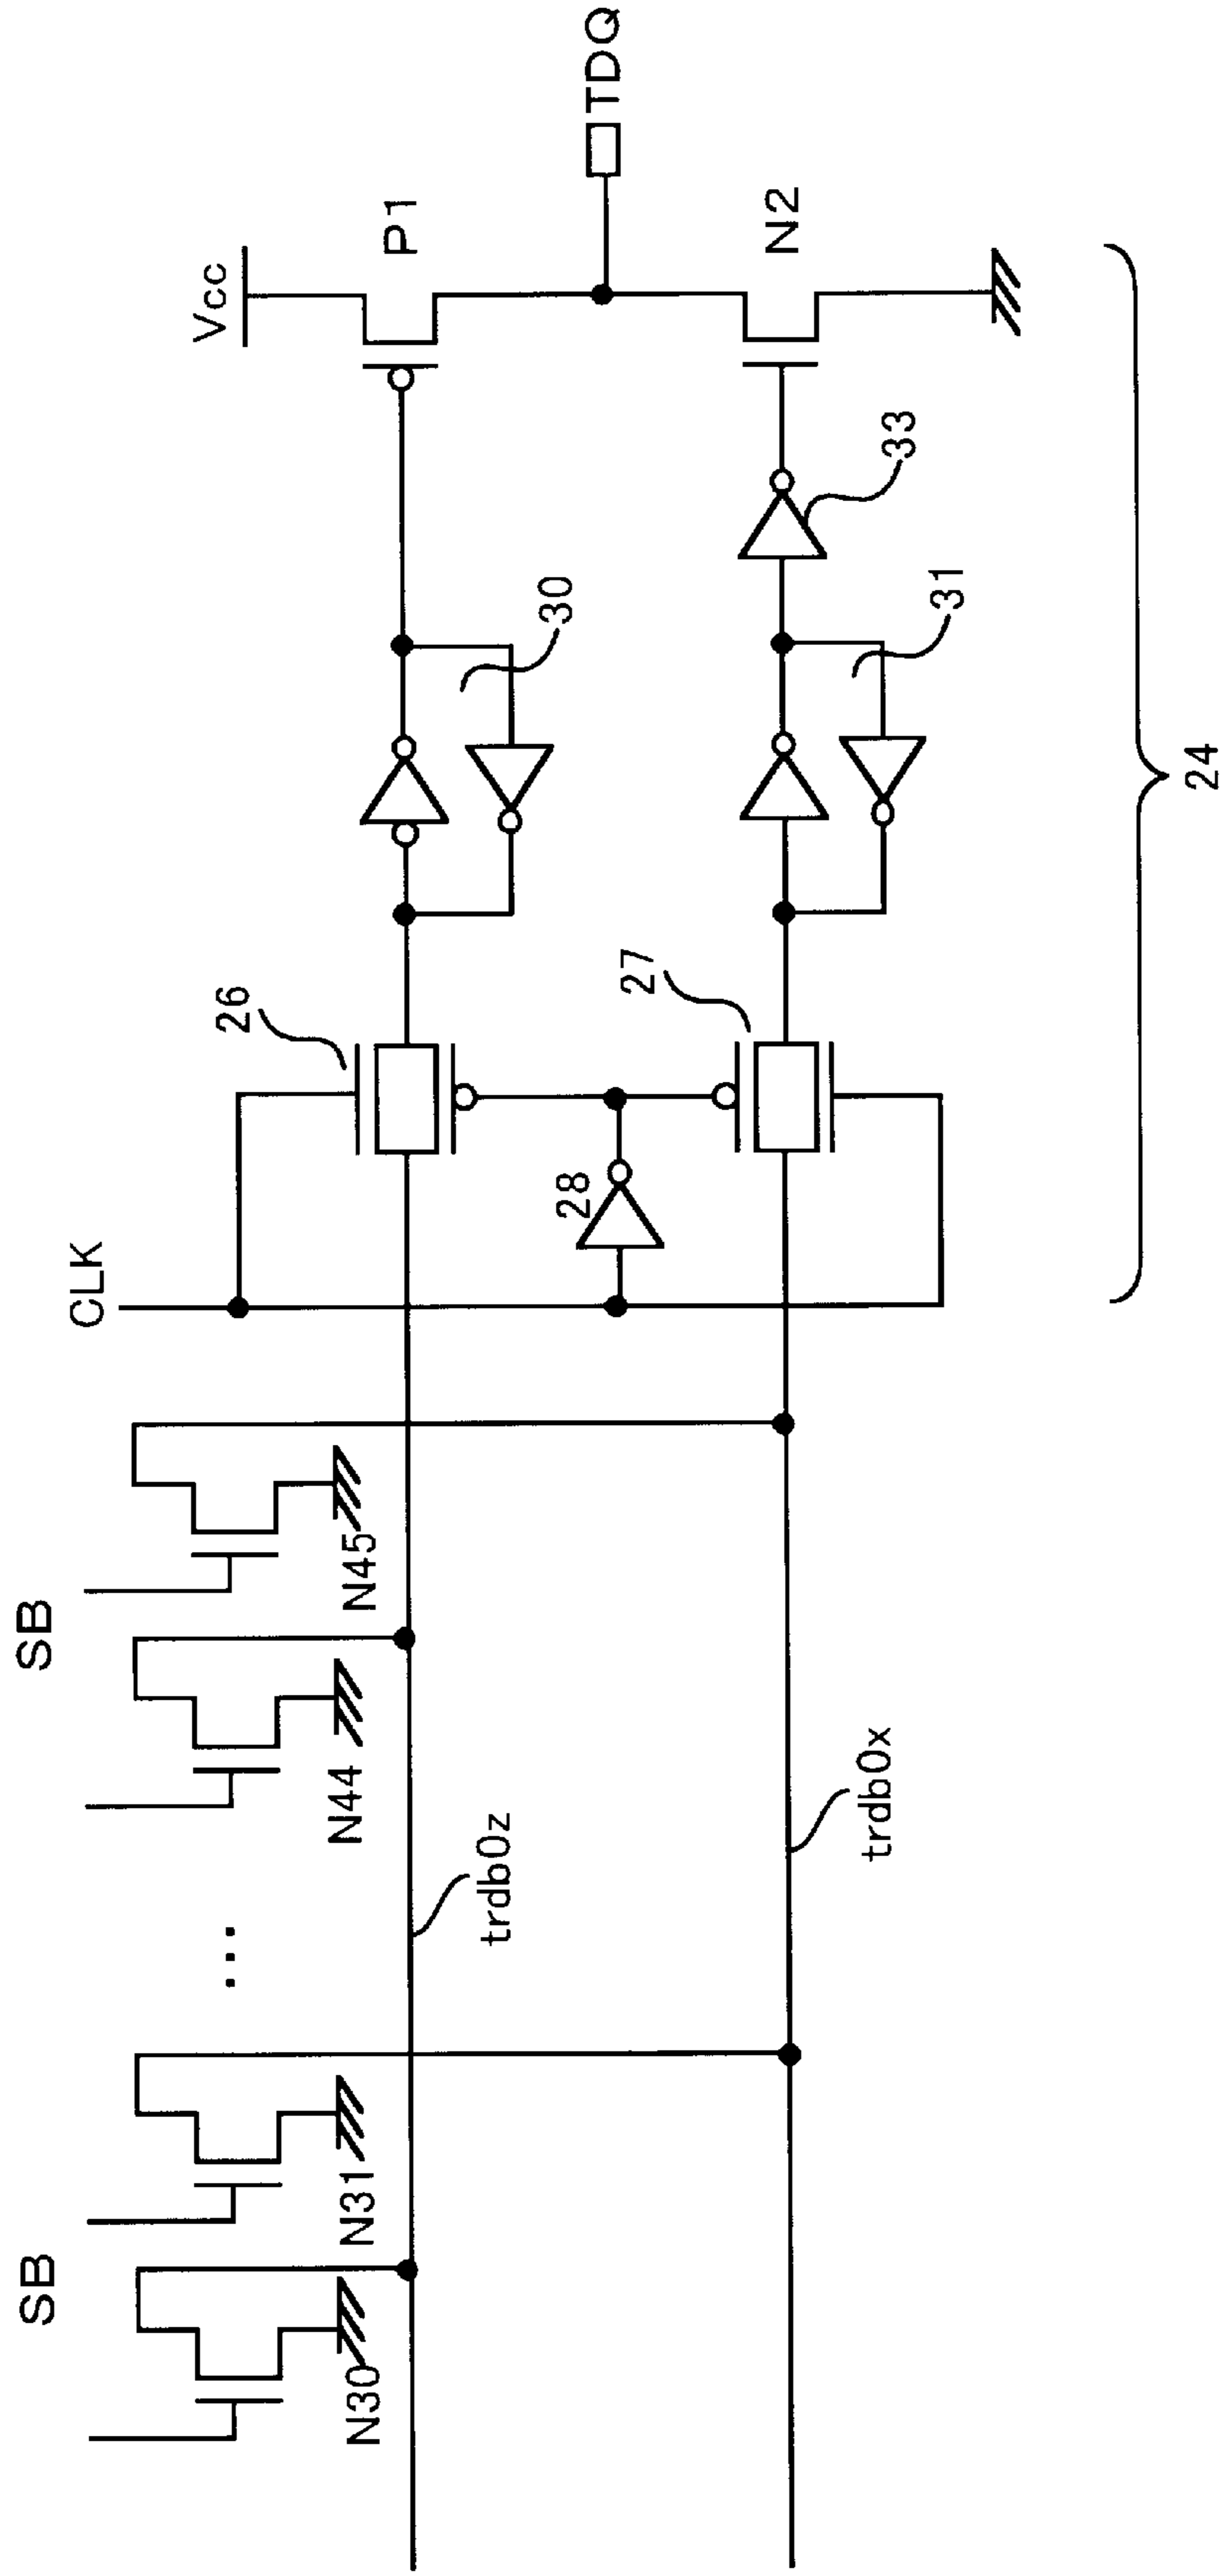 SB
SB
CLK
Vcc
N30
N31
...
N44
N45
26
28
27
P1
TDQ
N2
trdb0z
trdb0x
30
33
31
24